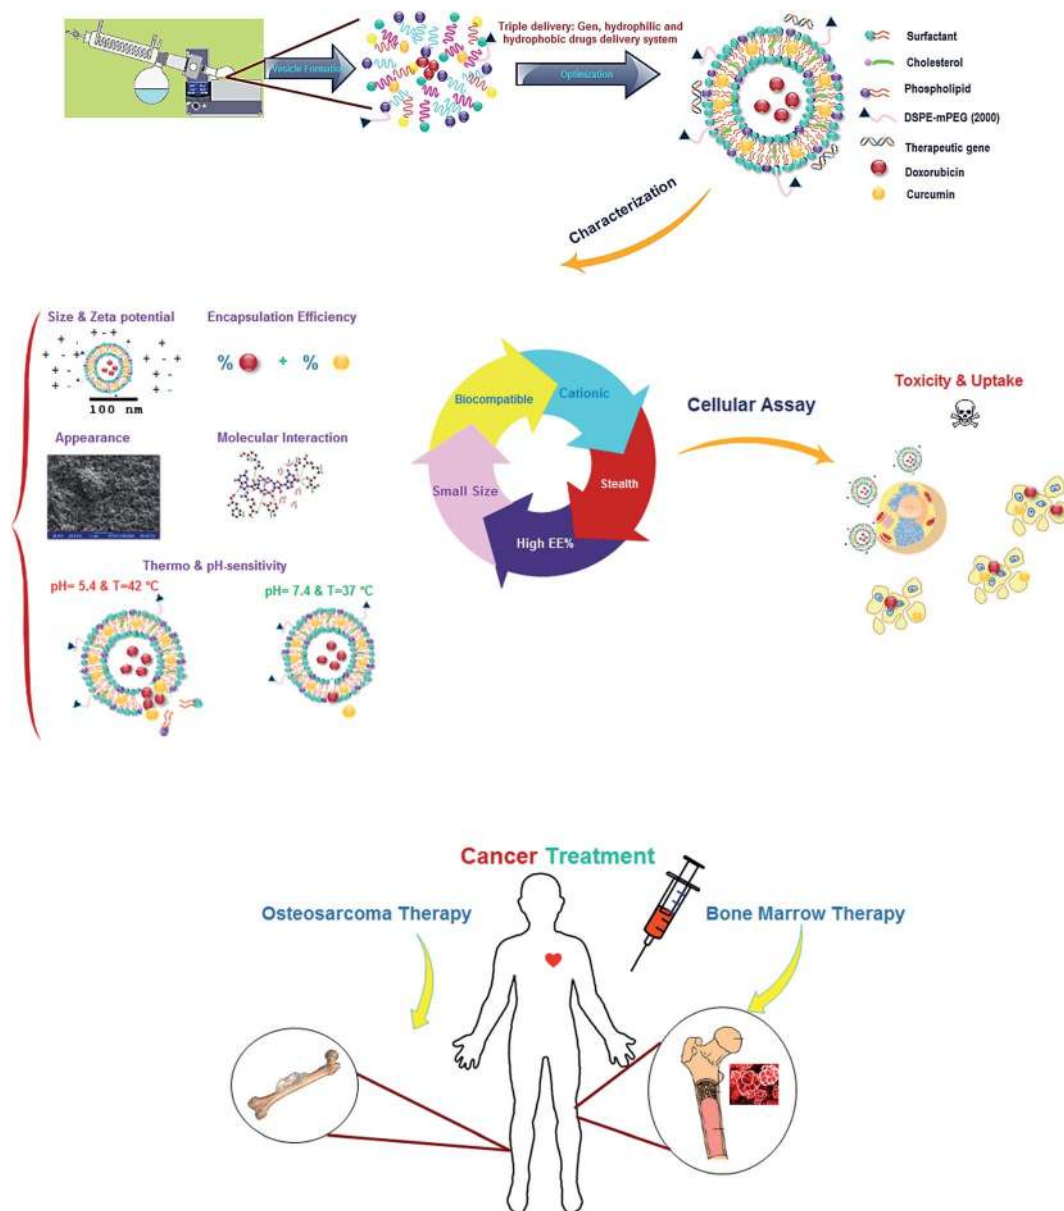 Triple delivery: Gen, hydrophilic and
hydrophobic drugs delivery system
Vesicle Formation
Optimization
Surfactant
Cholesterol
Phospholipid
DSPE-mPEG (2000)
Therapeutic gene
Doxorubicin
Curcumin
Characterization
Size & Zeta potential
Encapsulation Efficiency
+ - +
% + %
100 nm
Appearance
Molecular Interaction
Thermo & pH-sensitivity
pH= 5.4 & T=42 °C
pH= 7.4 & T=37 °C
Biocompatible
Cationic
Small Size
Stealth
High EE%
Cellular Assay
Toxicity & Uptake
Cancer Treatment
Osteosarcoma Therapy
Bone Marrow Therapy